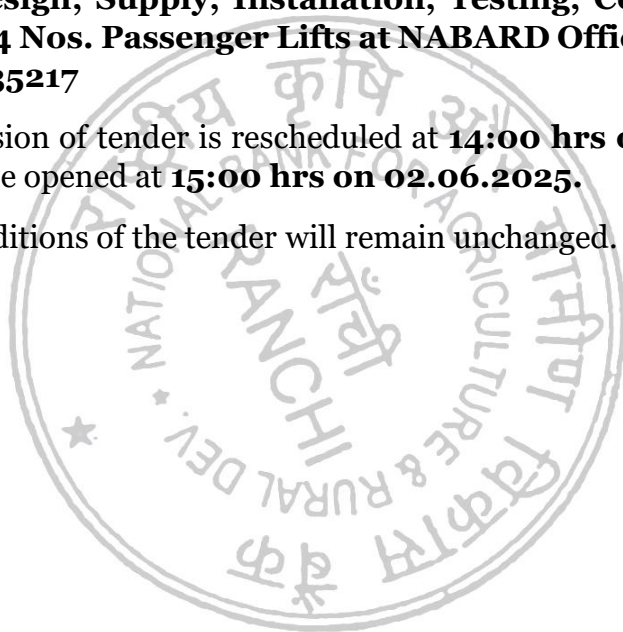 esign, Supply, Installation, Testing, Co
4 Nos. Passenger Lifts at NABARD Offi
35217
sion of tender is rescheduled at 14:00 hrs o
e opened at 15:00 hrs on 02.06.2025.
ditions of the tender will remain unchanged.
राष्ट्रीय कृषि और ग्रामीण विकास बैंक
NATIONAL BANK FOR AGRICULTURE & RURAL DEV.
रांची
RANCHI